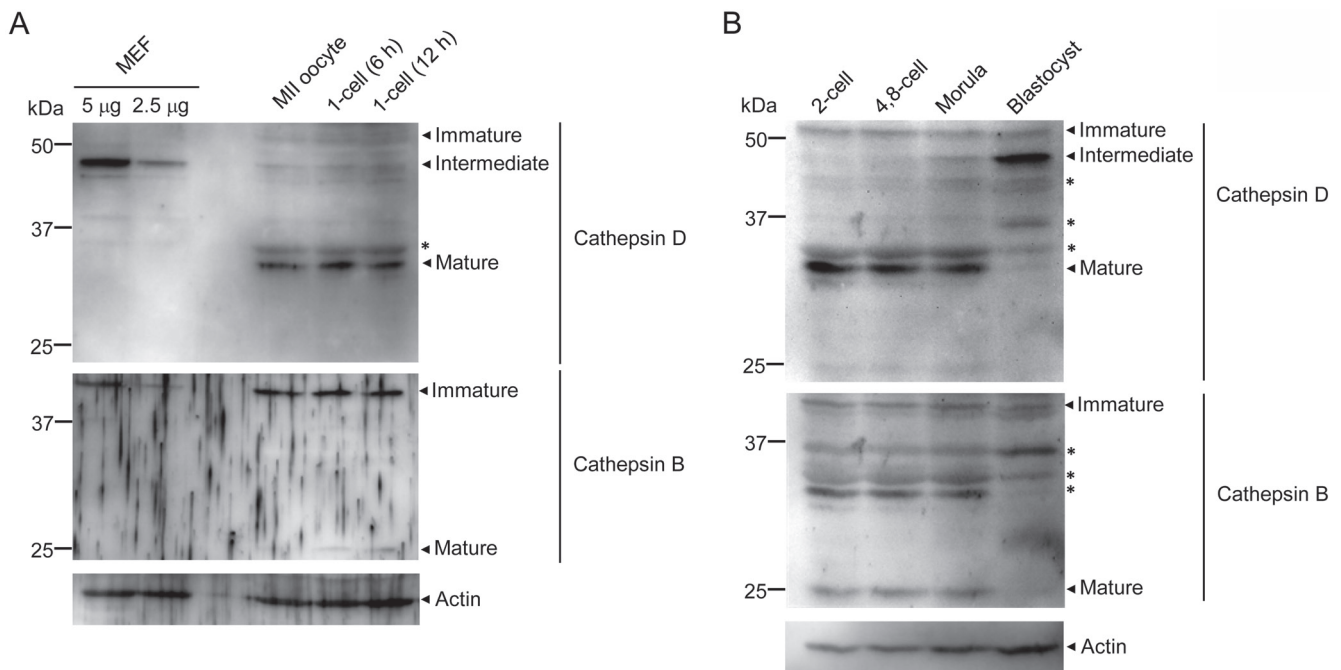 A
MEF
5 µg 2.5 µg
MII oocyte
1-cell (6 h)
1-cell (12 h)
kDa
50
37
25
Immature
Intermediate
*
Mature
Cathepsin D
37
25
Immature
Mature
Cathepsin B
Actin
B
2-cell
4,8-cell
Morula
Blastocyst
kDa
50
37
25
Immature
Intermediate
*
*
*
Mature
Cathepsin D
37
25
Immature
*
*
*
Mature
Cathepsin B
Actin